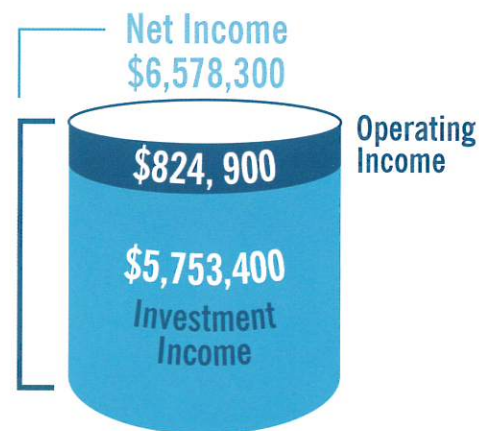 Net Income
$6,578,300
Operating
Income
$824, 900
$5,753,400
Investment
Income